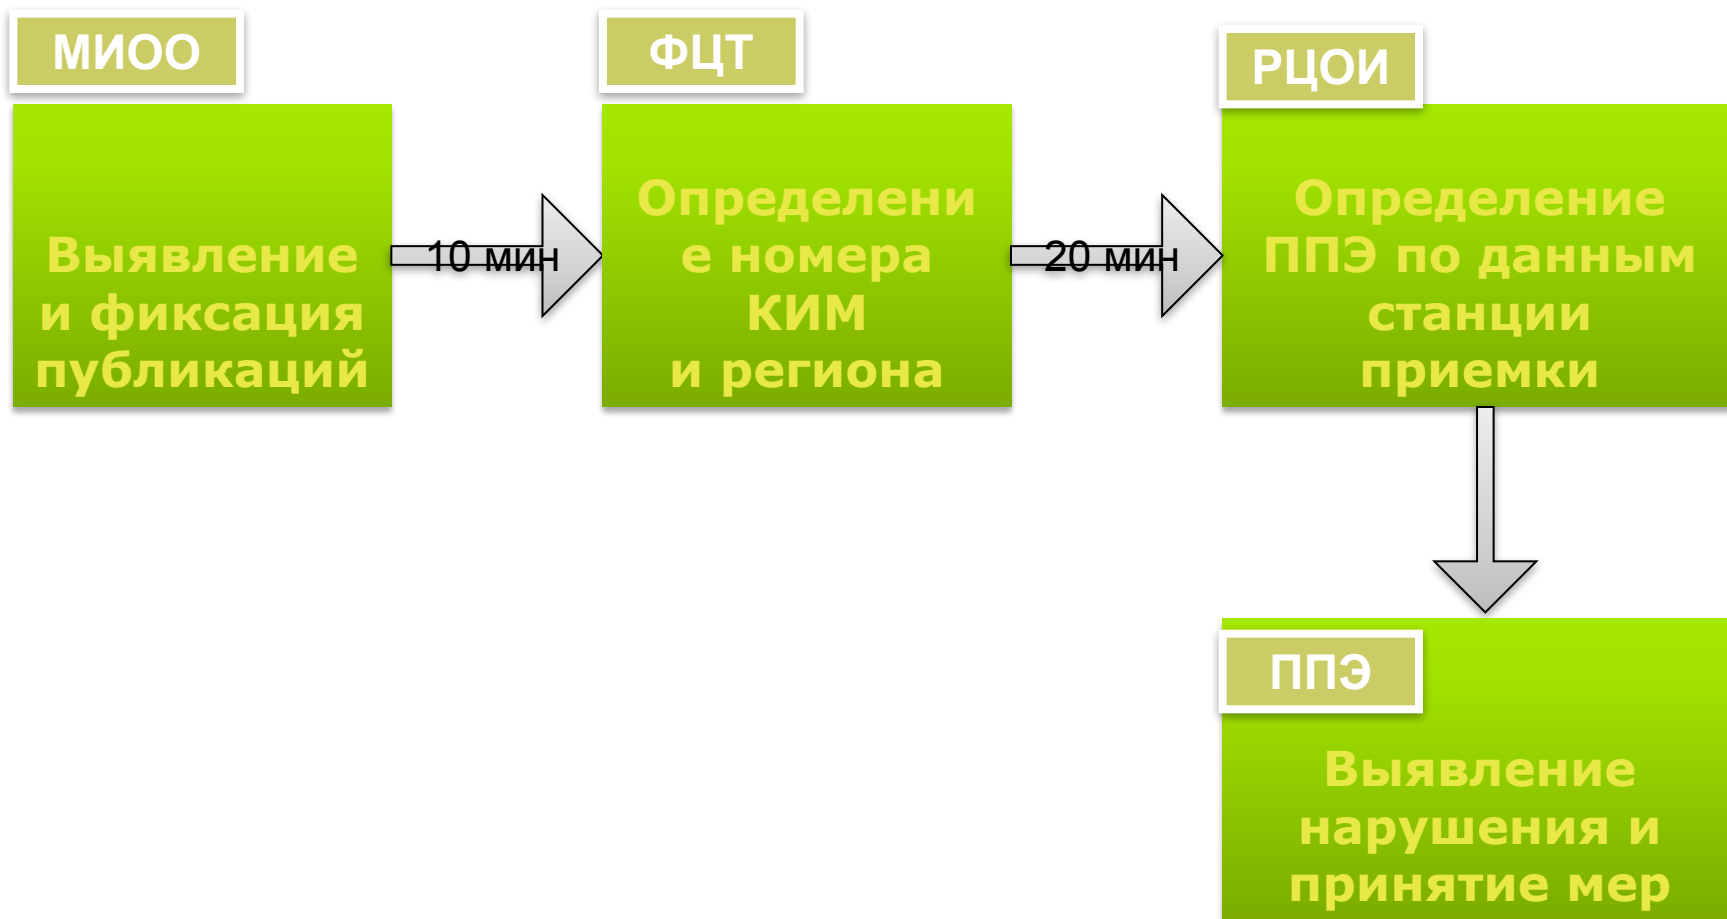 МИОО
Выявление
и фиксация
публикаций
10 мин
ФЦТ
Определени
е номера
КИМ
и региона
20 мин
РЦОИ
Определение
ППЭ по данным
станции
приемки
ППЭ
Выявление
нарушения и
принятие мер